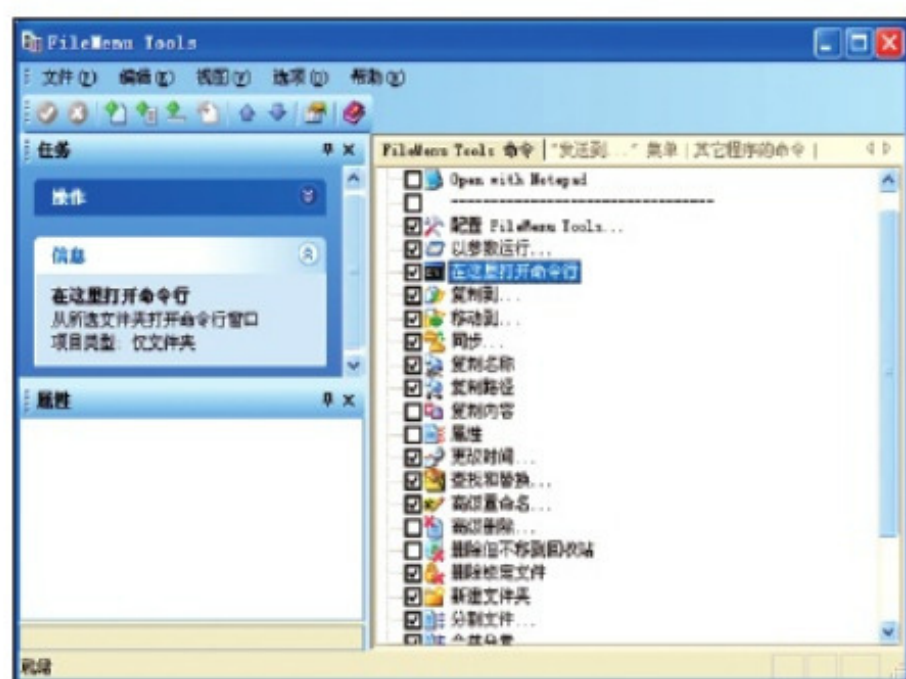 FileMenu Tools
文件(F) 编辑(E) 视图(V) 选项(O) 帮助(H)
任务
操作
信息
在这里打开命令行
从所选文件夹打开命令行窗口
项目类型: 仅文件夹
属性
FileMenu Tools 命令 | "发送到..." 菜单 | 其它程序的命令 |
Open with Notepad
----------------------------------
配置 FileMenu Tools...
以参数运行...
在这里打开命令行
复制到...
移动到...
同步...
复制名称
复制路径
复制内容
属性
更改时间...
查找和替换...
高级重命名...
高级删除...
删除但不移到回收站
删除锁定文件
新建文件夹
分割文件...
就绪